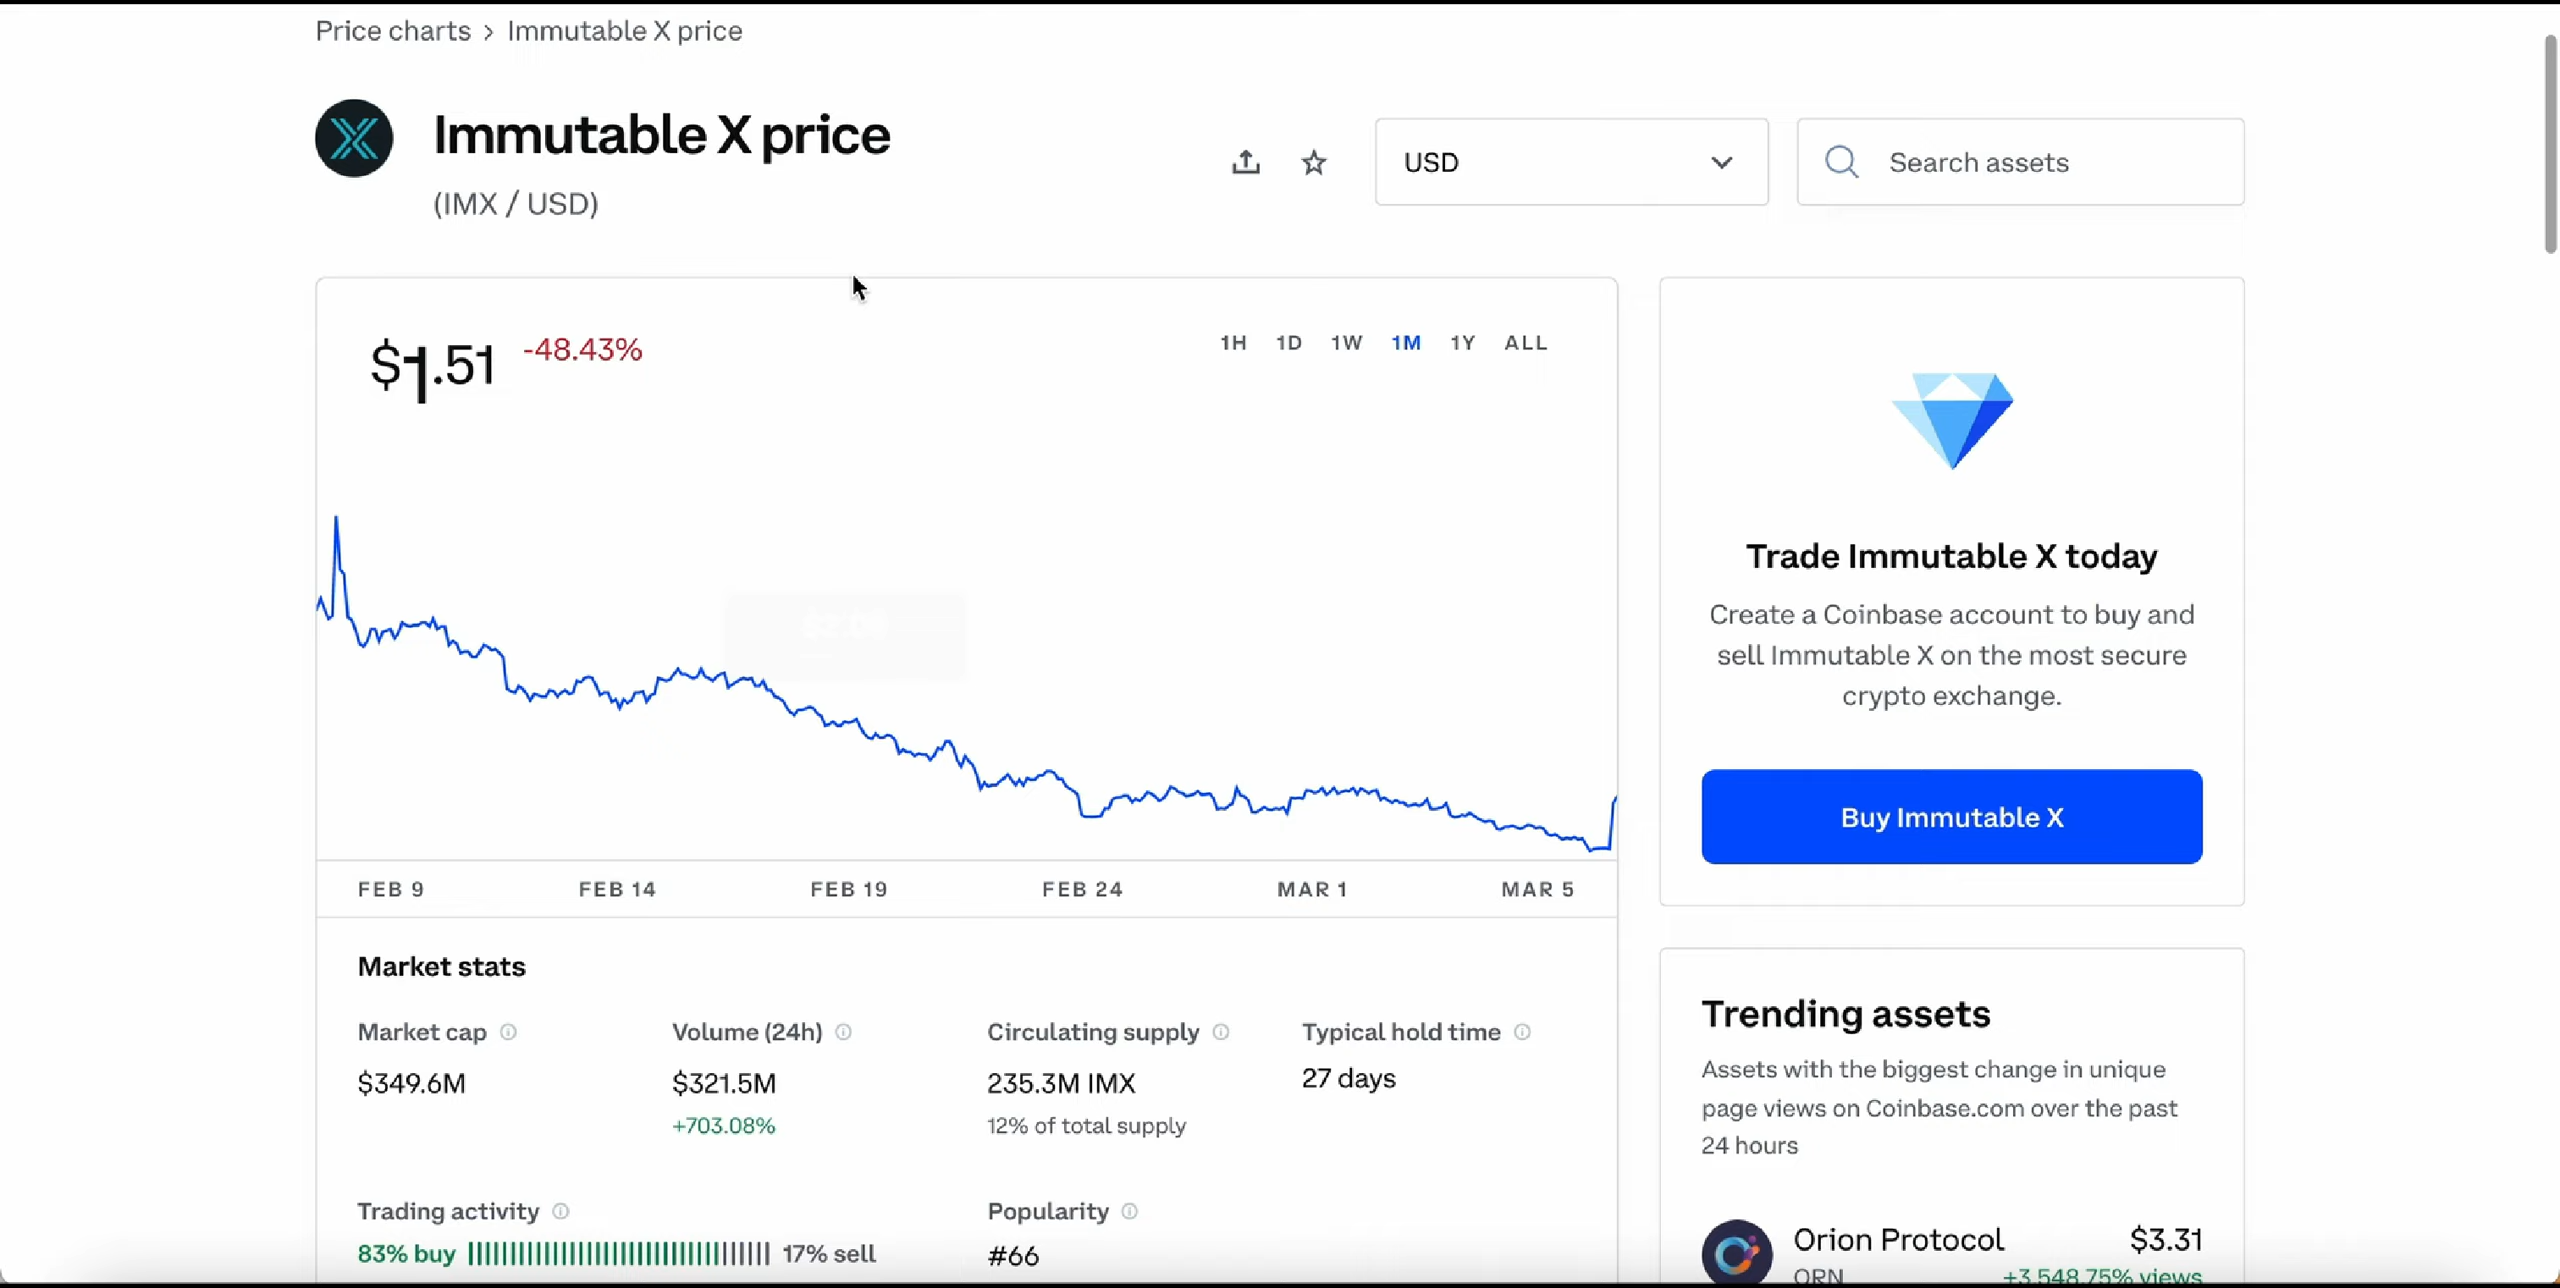 Price charts > Immutable X price
Immutable X price
(IMX / USD)
USD
Search assets
$1.51 -48.43%
1H 1D 1W 1M 1Y ALL
FEB 9 FEB 14 FEB 19 FEB 24 MAR 1 MAR 5
Market stats
Market cap
$349.6M
Volume (24h)
$321.5M
+703.08%
Circulating supply
235.3M IMX
12% of total supply
Typical hold time
27 days
Trading activity
83% buy 17% sell
Popularity
#66
Trade Immutable X today
Create a Coinbase account to buy and
sell Immutable X on the most secure
crypto exchange.
Buy Immutable X
Trending assets
Assets with the biggest change in unique
page views on Coinbase.com over the past
24 hours
Orion Protocol $3.31
ORN +3,548.75% views